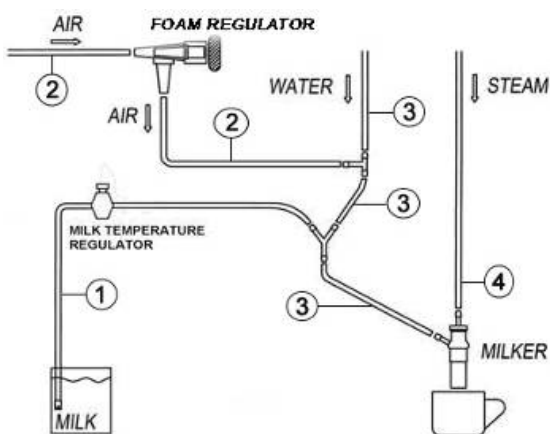 AIR
FOAM REGULATOR
2
WATER
STEAM
3
AIR
2
3
MILK TEMPERATURE
REGULATOR
1
3
4
MILKER
MILK